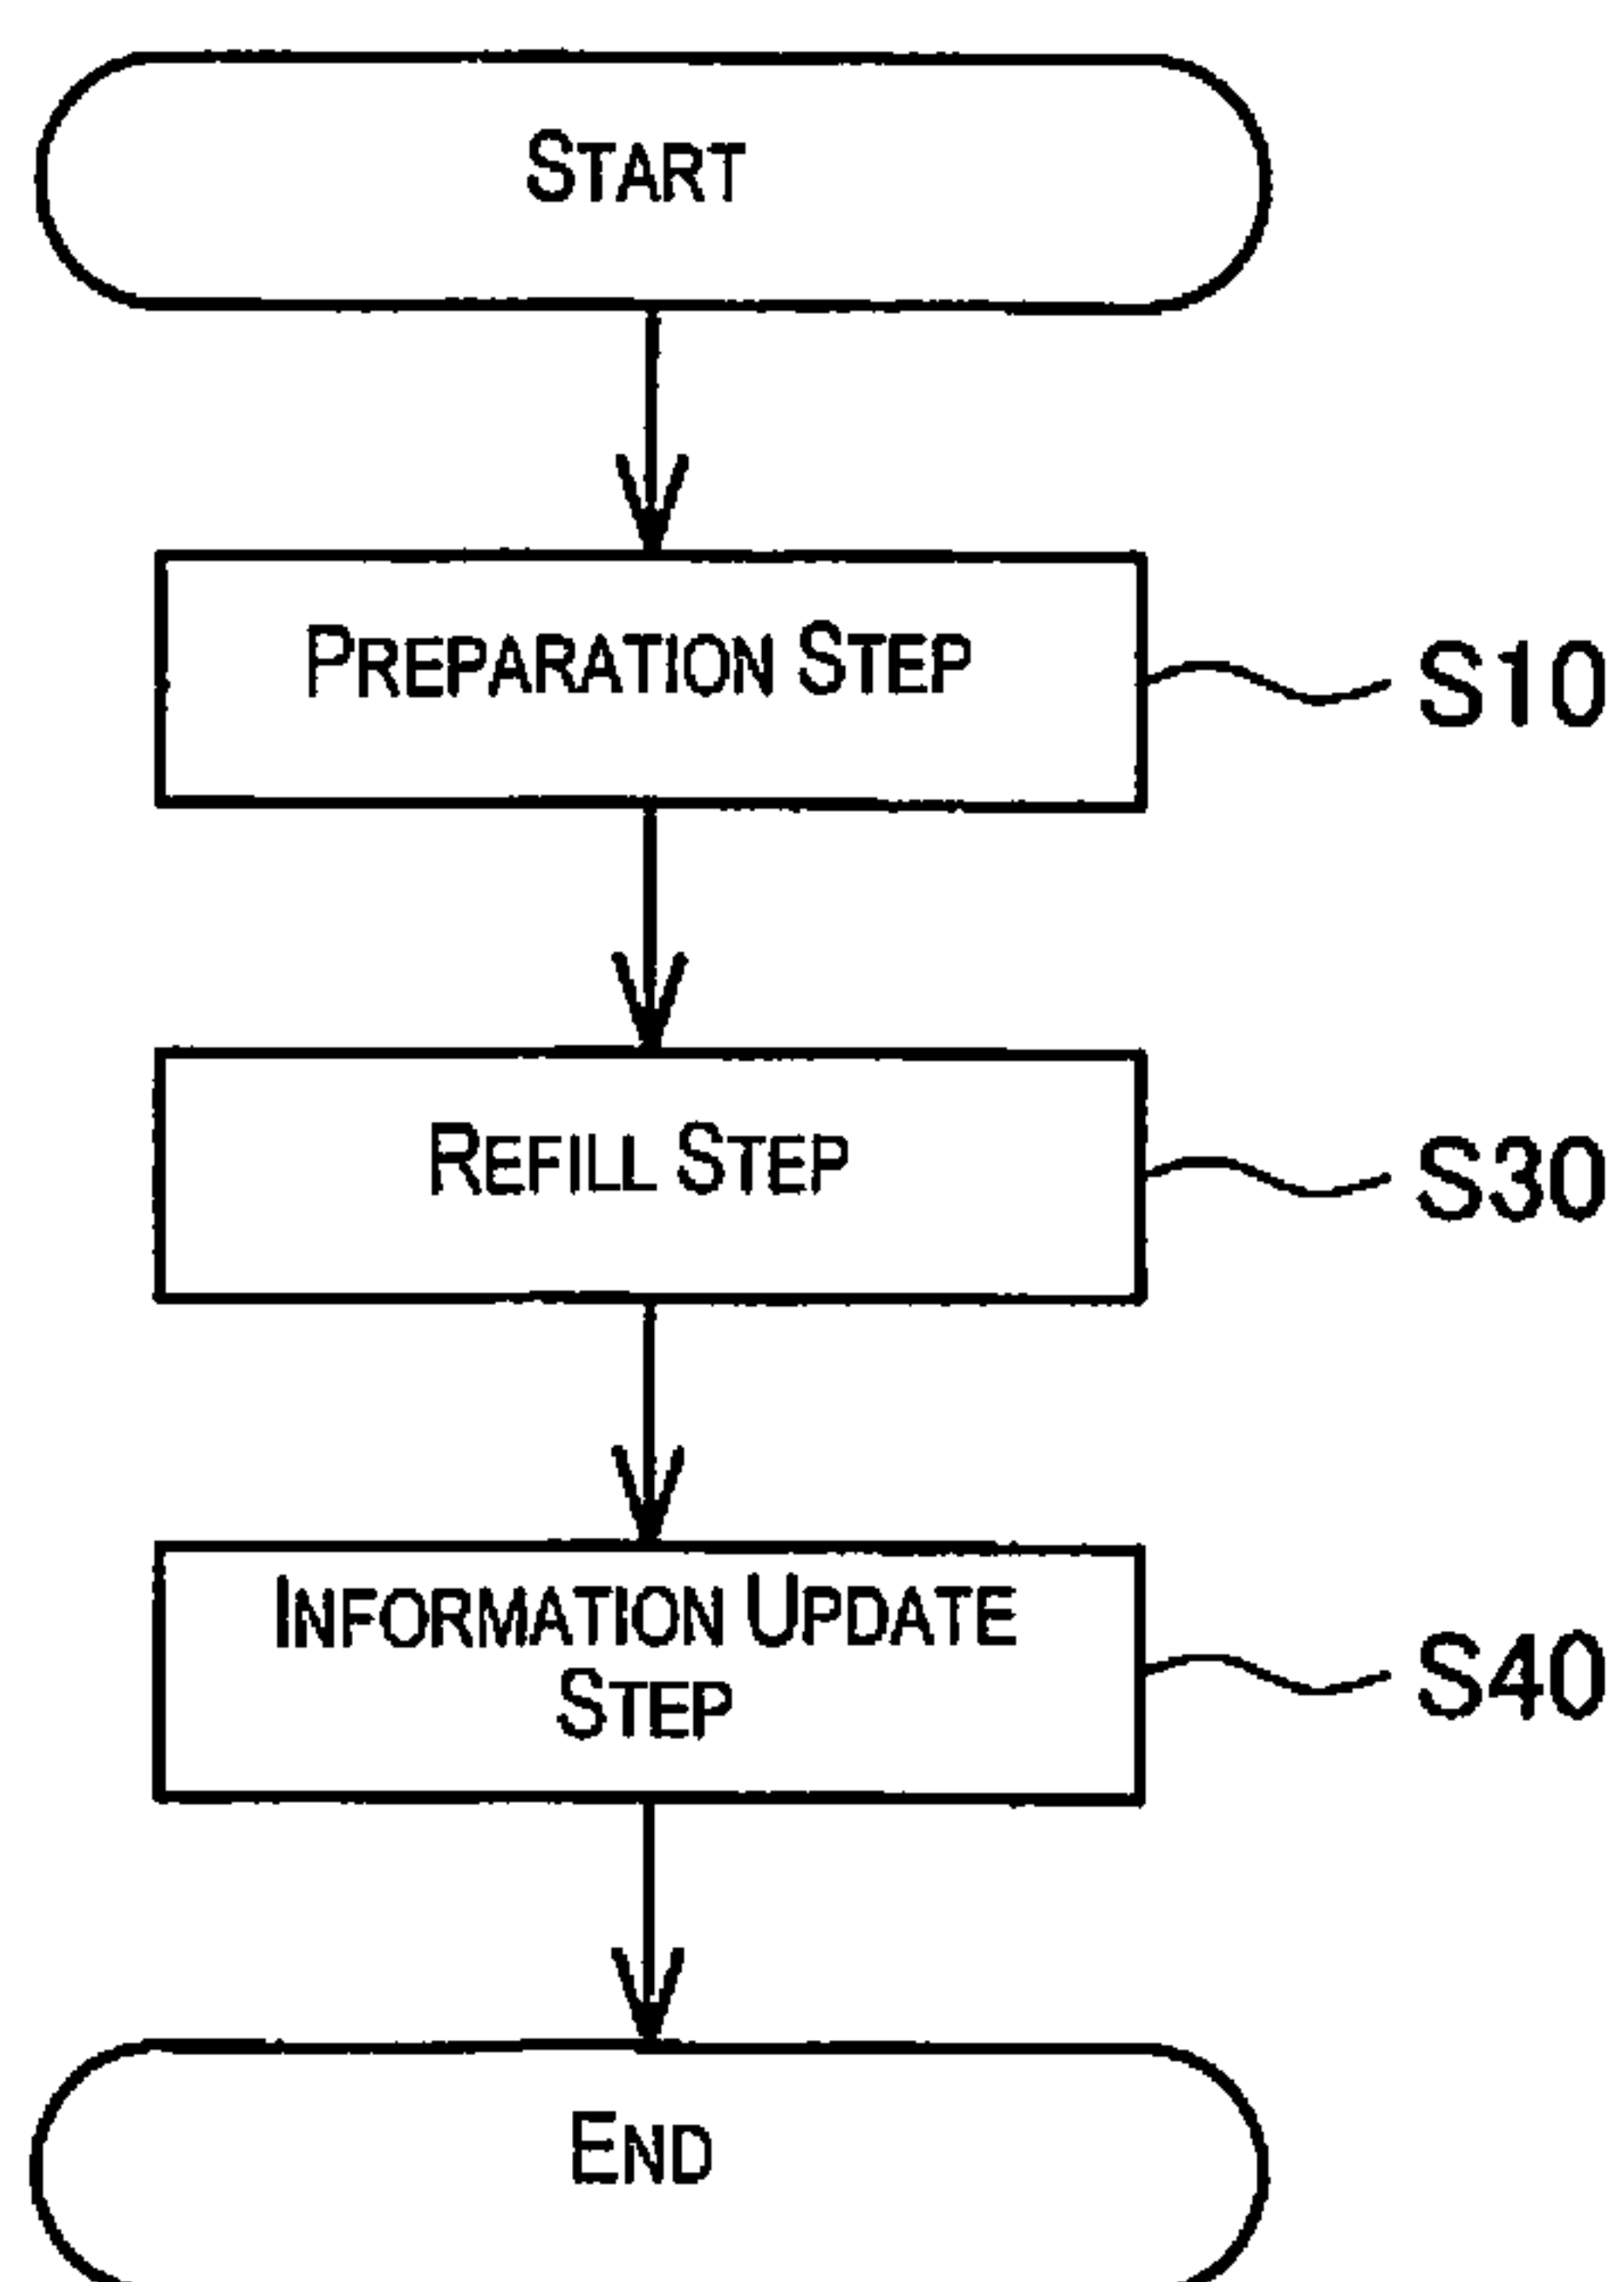 START
PREPARATION STEP
S10
REFILL STEP
S30
INFORMATION UPDATE
STEP
S40
END